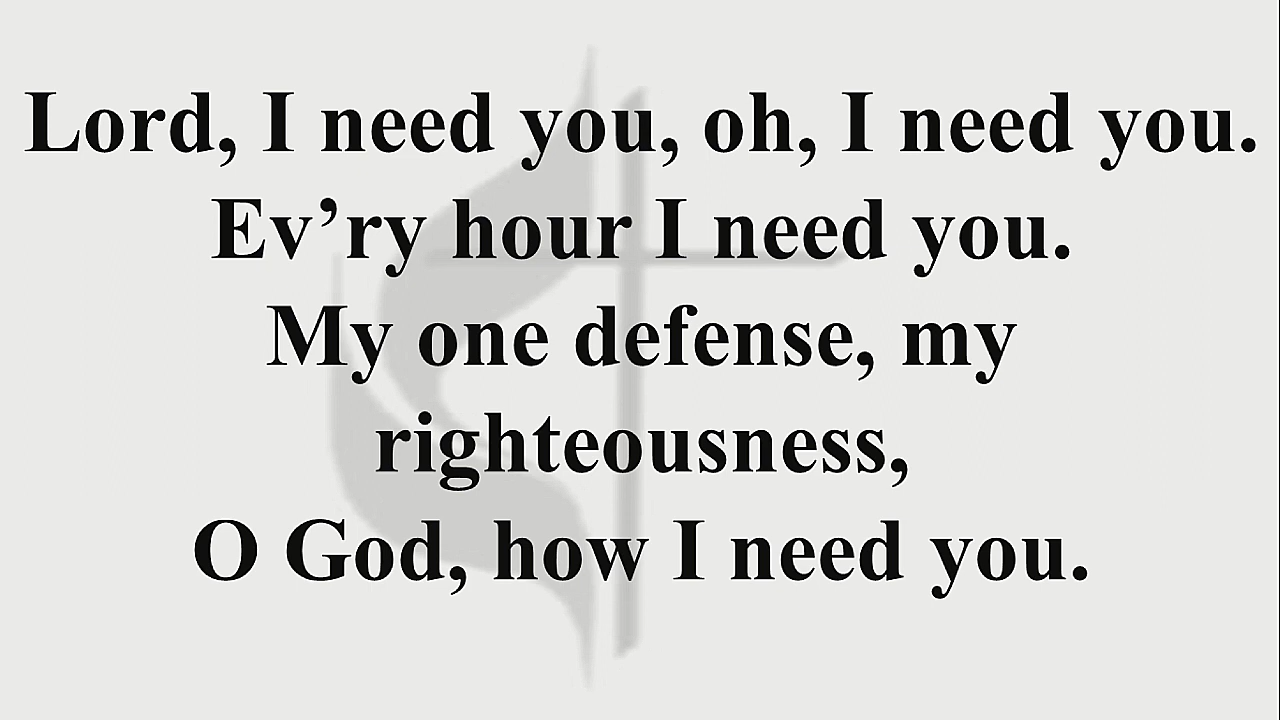 Lord, I need you, oh, I need you.
Ev’ry hour I need you.
My one defense, my
righteousness,
O God, how I need you.